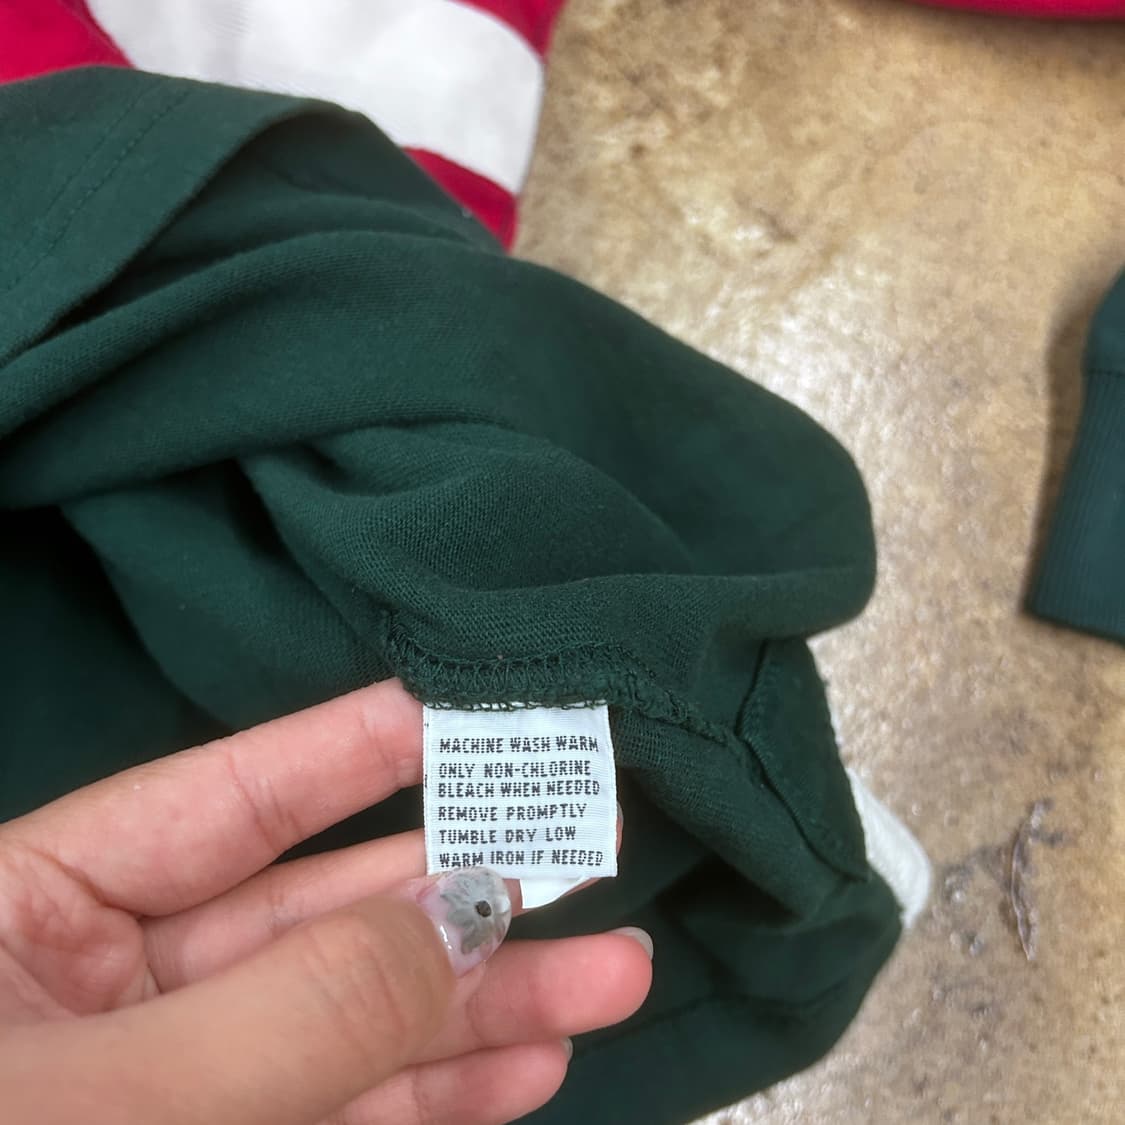 MACHINE WASH WARM
ONLY NON-CHLORINE
BLEACH WHEN NEEDED
REMOVE PROMPTLY
TUMBLE DRY LOW
WARM IRON IF NEEDED